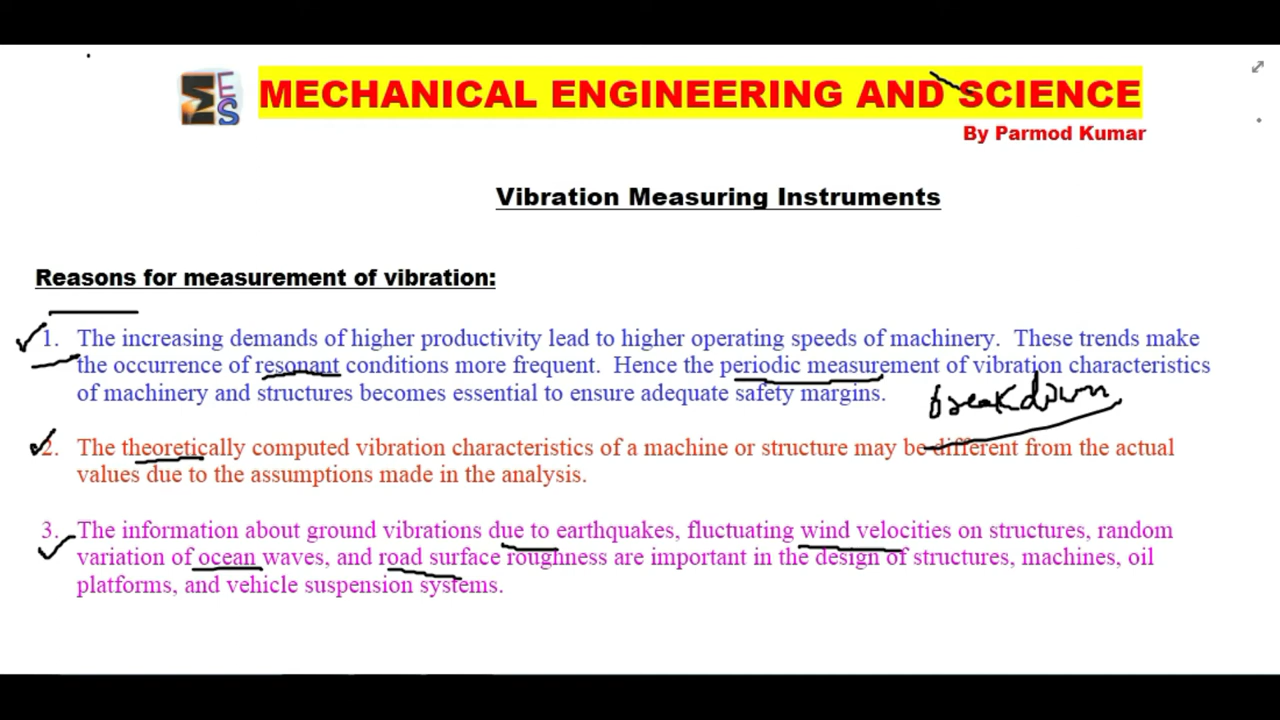 MES
MECHANICAL ENGINEERING AND SCIENCE
By Parmod Kumar
Vibration Measuring Instruments
Reasons for measurement of vibration:
1. The increasing demands of higher productivity lead to higher operating speeds of machinery. These trends make
the occurrence of resonant conditions more frequent. Hence the periodic measurement of vibration characteristics
of machinery and structures becomes essential to ensure adequate safety margins.
breakdown
2. The theoretically computed vibration characteristics of a machine or structure may be different from the actual
values due to the assumptions made in the analysis.
3. The information about ground vibrations due to earthquakes, fluctuating wind velocities on structures, random
variation of ocean waves, and road surface roughness are important in the design of structures, machines, oil
platforms, and vehicle suspension systems.